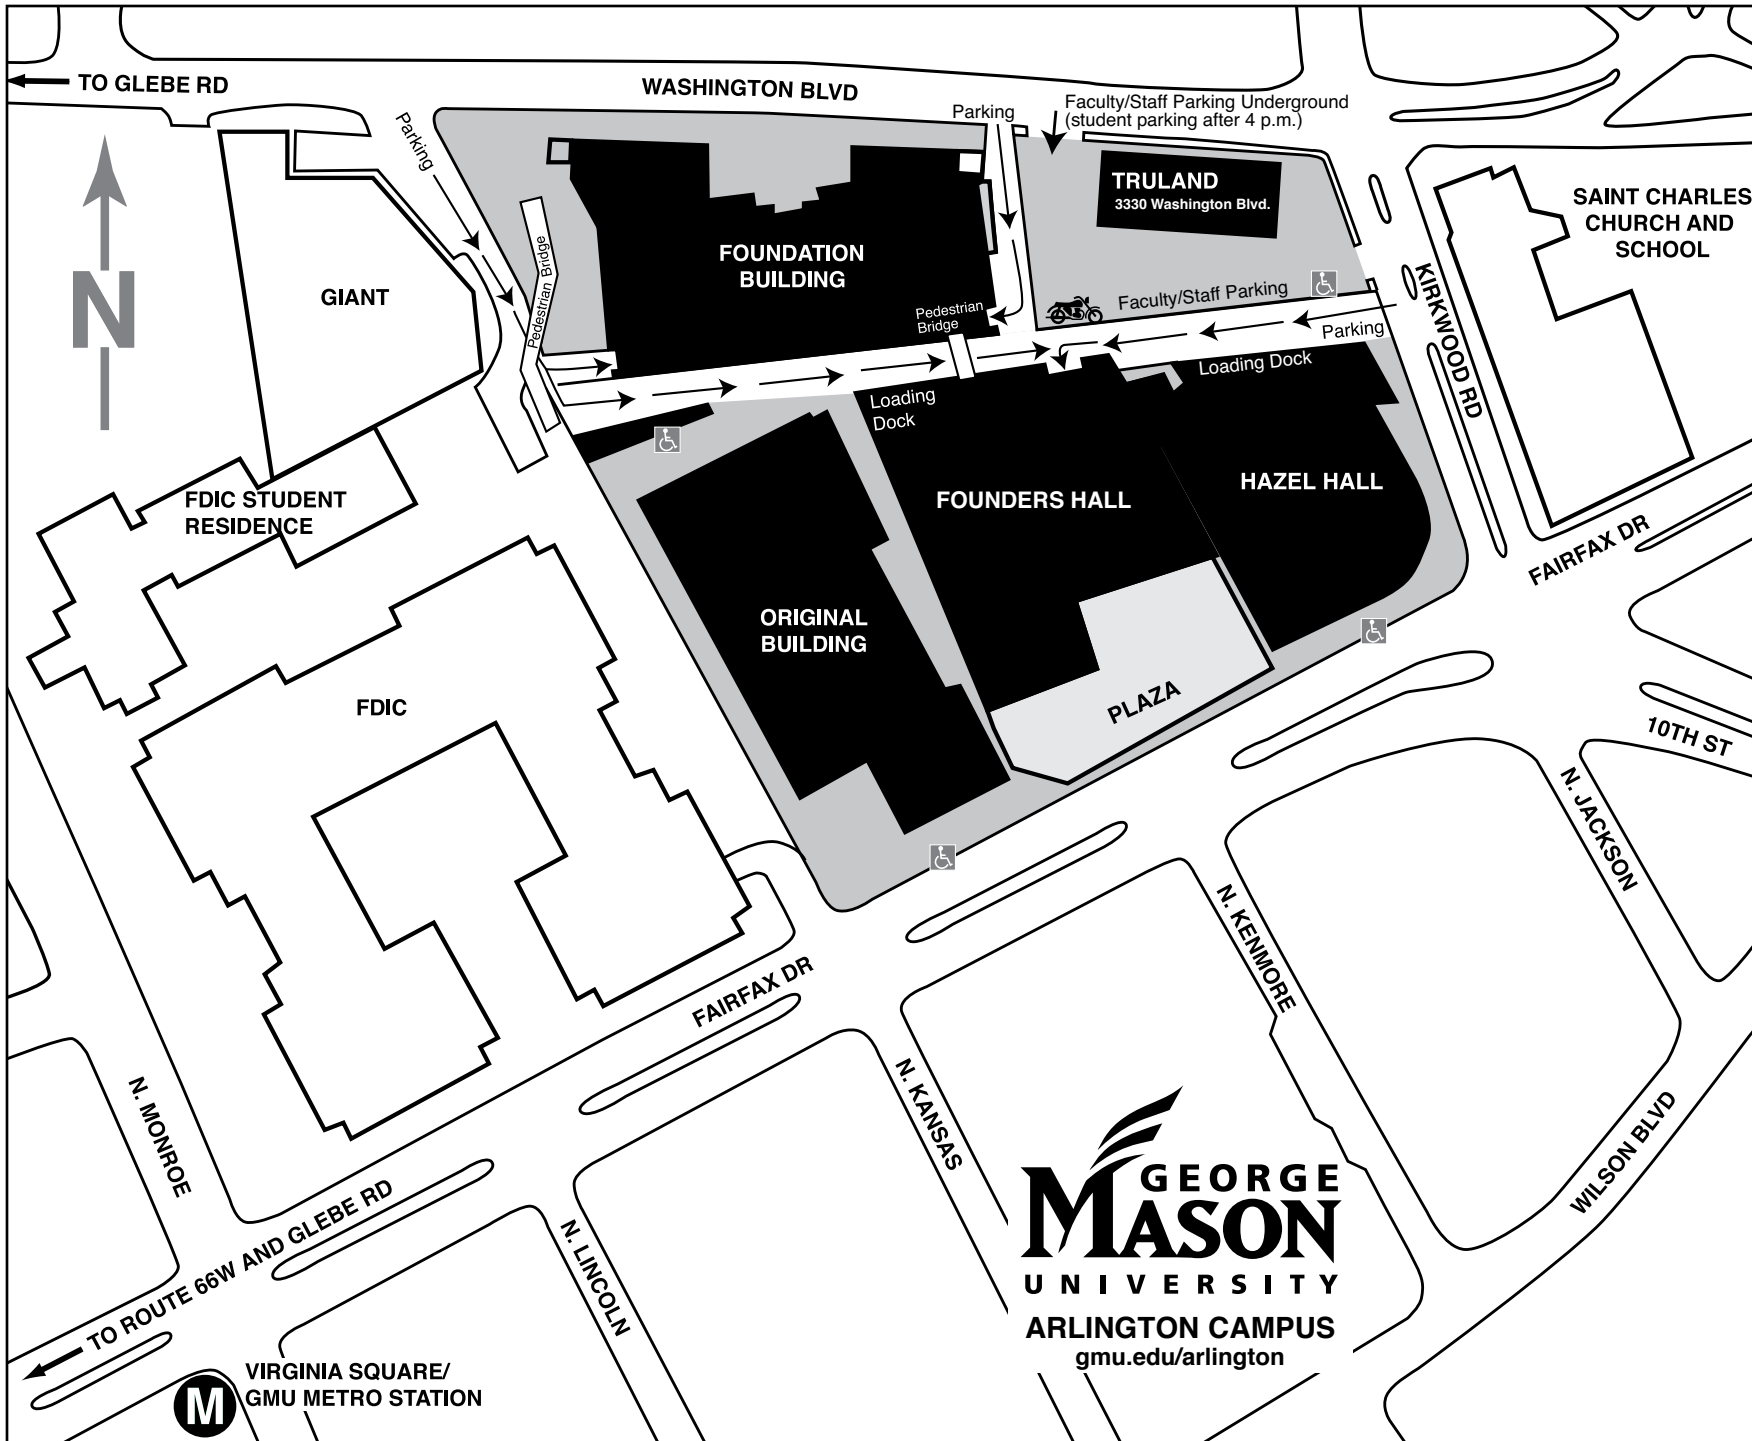 TO GLEBE RD
WASHINGTON BLVD
Parking
Parking
Faculty/Staff Parking Underground
(student parking after 4 p.m.)
TRULAND
3330 Washington Blvd.
SAINT CHARLES
CHURCH AND
SCHOOL
N
GIANT
Pedestrian Bridge
FOUNDATION
BUILDING
Pedestrian
Bridge
Faculty/Staff Parking
Parking
KIRKWOOD RD
Loading Dock
Loading
Dock
FDIC STUDENT
RESIDENCE
FOUNDERS HALL
HAZEL HALL
FAIRFAX DR
ORIGINAL
BUILDING
FDIC
PLAZA
10TH ST
N. JACKSON
N. KENMORE
FAIRFAX DR
N. KANSAS
N. MONROE
WILSON BLVD
GEORGE
MASON
UNIVERSITY
ARLINGTON CAMPUS
gmu.edu/arlington
TO ROUTE 66W AND GLEBE RD
N. LINCOLN
M
VIRGINIA SQUARE/
GMU METRO STATION